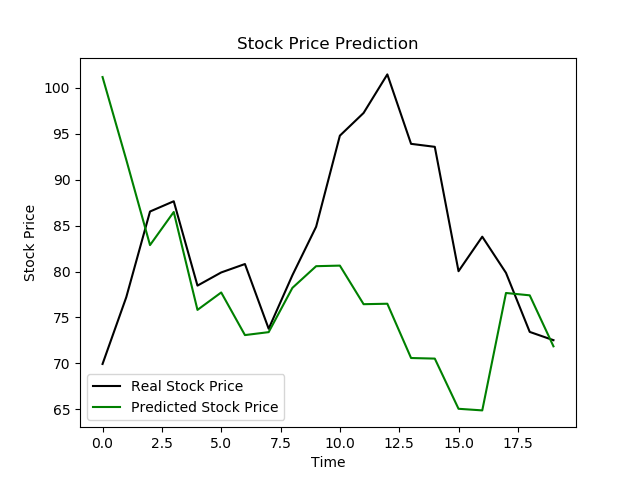 Stock Price Prediction
Stock Price
100
95
90
85
80
75
70
65
Real Stock Price
Predicted Stock Price
0.0 2.5 5.0 7.5 10.0 12.5 15.0 17.5
Time